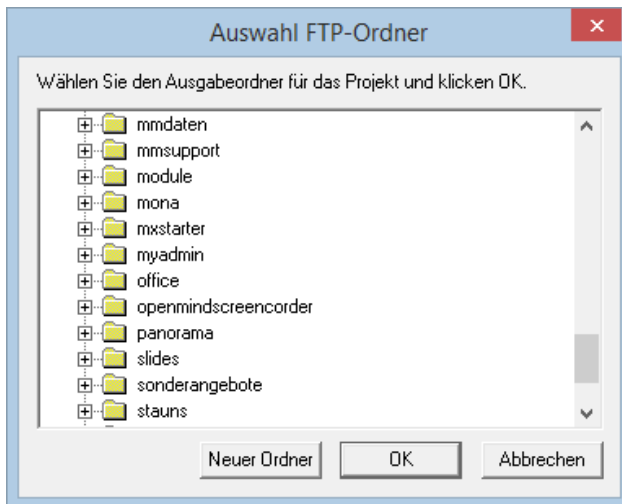 Auswahl FTP-Ordner
Wählen Sie den Ausgabeordner für das Projekt und klicken OK.
mmdaten
mmsupport
module
mona
mxstarter
myadmin
office
openmindscreencorder
panorama
slides
sonderangebote
stauns
Neuer Ordner OK Abbrechen